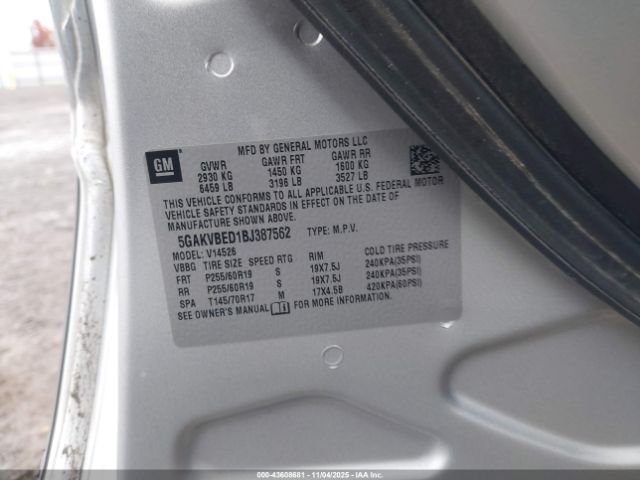 MFD BY GENERAL MOTORS LLC
GM
GVWR GAWR FRT GAWR RR
2930 KG 1450 KG 1600 KG
6459 LB 3196 LB 3527 LB
THIS VEHICLE CONFORMS TO ALL APPLICABLE U.S. FEDERAL MOTOR
VEHICLE SAFETY STANDARDS IN EFFECT ON THE DATE OF
MANUFACTURE SHOWN ABOVE.
5GAKVBED1BJ387562 TYPE: M.P.V.
MODEL: V14526
VBBG TIRE SIZE SPEED RTG RIM COLD TIRE PRESSURE
FRT P255/60R19 S 19X7.5J 240KPA(35PSI)
RR P255/60R19 S 19X7.5J 240KPA(35PSI)
SPA T145/70R17 M 17X4.5B 420KPA(60PSI)
SEE OWNER'S MANUAL FOR MORE INFORMATION.
000-43608681 - 11/04/2025 - IAAI.COM